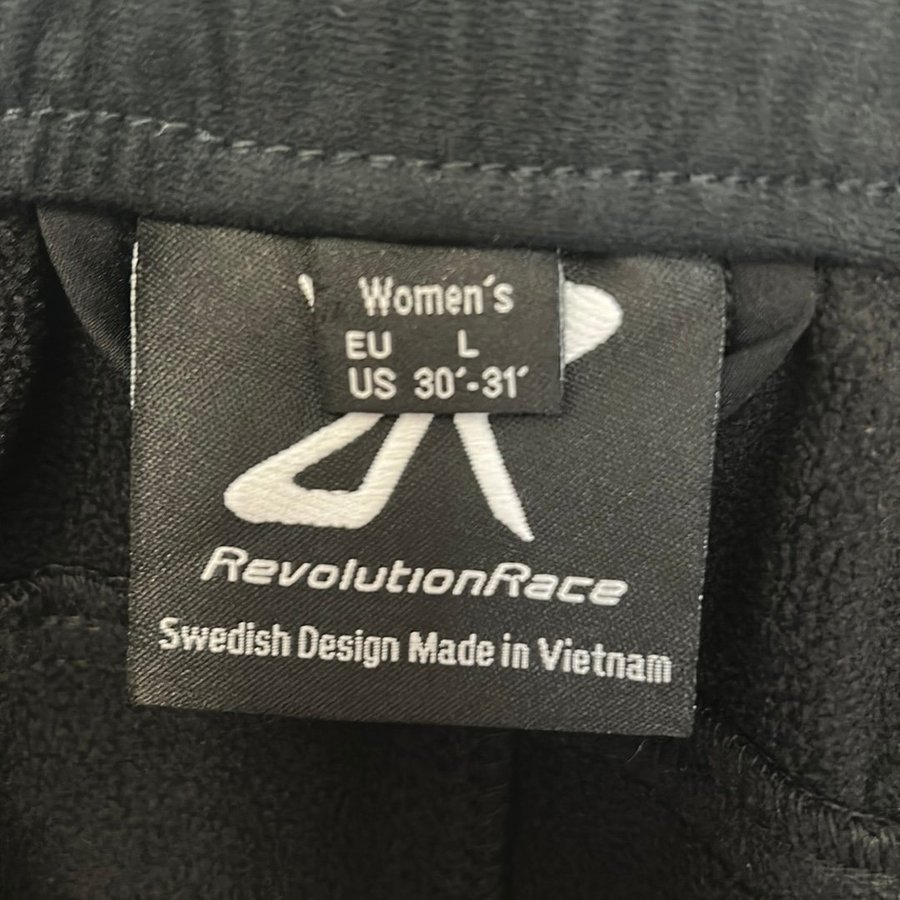 Women´s
EU L
US 30´-31´
RevolutionRace
Swedish Design Made in Vietnam